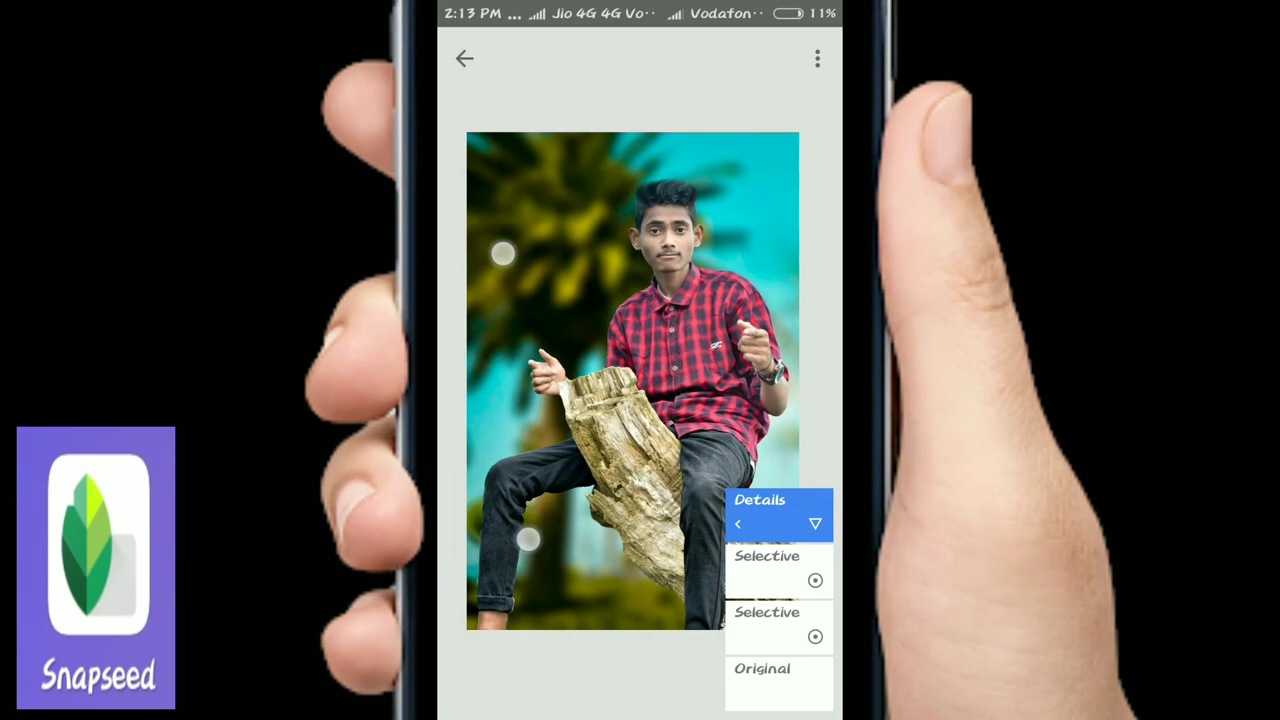 2:13 PM ... Jio 4G 4G Vo·· Vodafon·· 11%
Details
Selective
Selective
Original
Snapseed